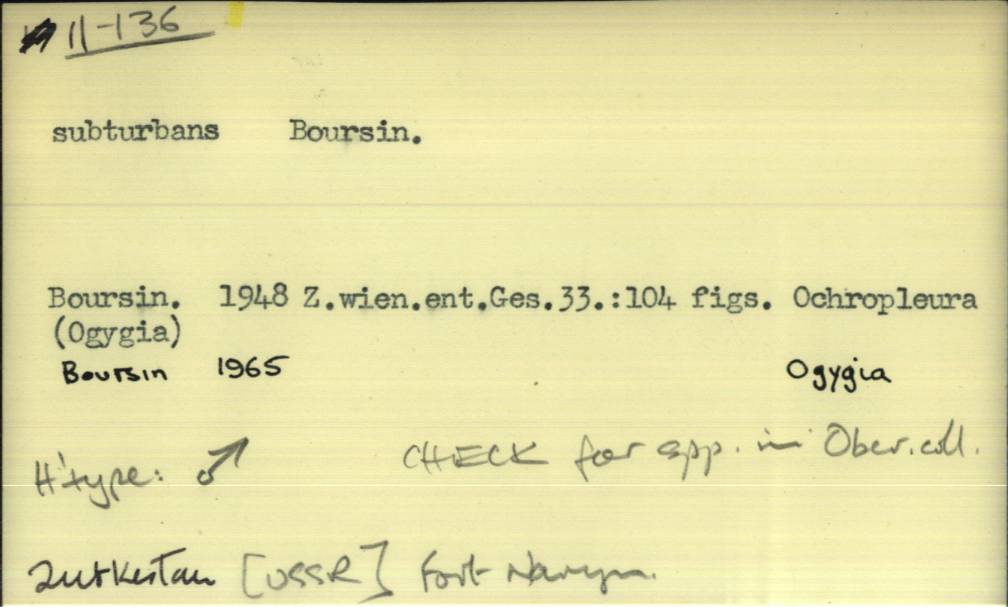 11-136
subturbans Boursin.
Boursin. 1948 Z.wien.ent.Ges.33.:104 figs. Ochropleura
(Ogygia)
Boursin 1965 Ogygia
H'type: ♂ CHECK for spp. in Ober. coll.
Turkestan [USSR] Fort Naryn.